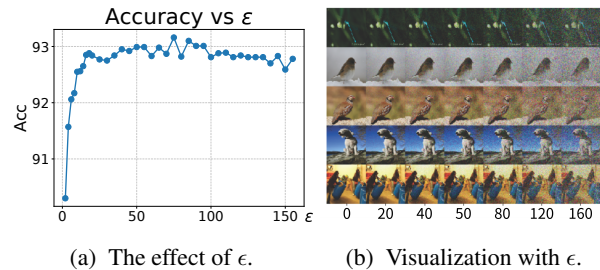 Accuracy vs ε
Acc
93
92
91
0
50
100
150
ε
0 20 40 50 80 120 160
(a) The effect of ϵ.
(b) Visualization with ϵ.